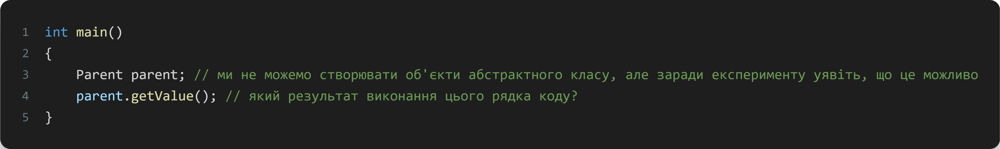 1 int main()
2 {
3 Parent parent; // ми не можемо створювати об'єкти абстрактного класу, але заради експерименту уявіть, що це можливо
4 parent.getValue(); // який результат виконання цього рядка коду?
5 }